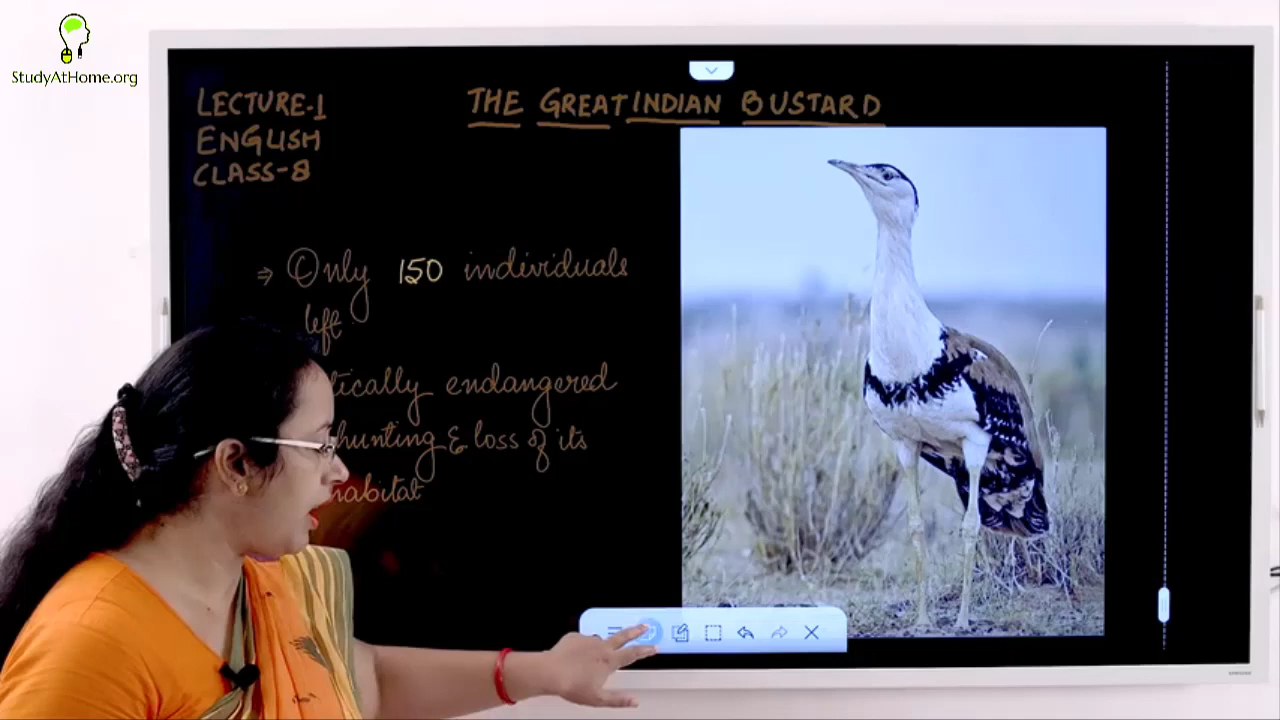 StudyAtHome.org
LECTURE-1
ENGLISH
CLASS-8
THE GREAT INDIAN BUSTARD
⇒ Only 150 individuals
left.
tically endangered
hunting & loss of its
habitat